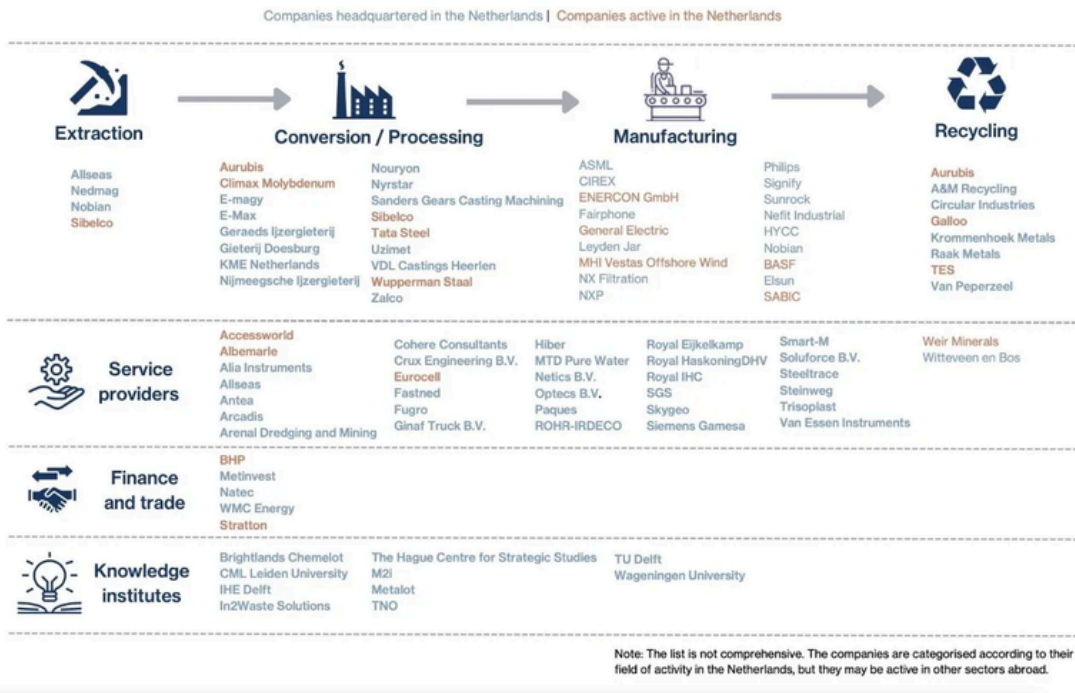 Companies headquartered in the Netherlands | Companies active in the Netherlands
Extraction
Conversion / Processing
Manufacturing
Recycling
Allseas
Nedmag
Nobian
Sibelco
Aurubis
Climax Molybdenum
E-magy
E-Max
Geraeds Ijzergieterij
Gieterij Doesburg
KME Netherlands
Nijmeegsche Ijzergieterij
Nouryon
Nyrstar
Sanders Gears Casting Machining
Sibelco
Tata Steel
Uzimet
VDL Castings Heerlen
Wupperman Staal
Zalco
ASML
CIREX
ENERCON GmbH
Fairphone
General Electric
Leyden Jar
MHI Vestas Offshore Wind
NX Filtration
NXP
Philips
Signify
Sunrock
Nefit Industrial
HYCC
Nobian
BASF
Elsun
SABIC
Aurubis
A&M Recycling
Circular Industries
Galloo
Krommenhoek Metals
Raak Metals
TES
Van Peperzeel
Service
providers
Accessworld
Albemarle
Alia Instruments
Allseas
Antea
Arcadis
Arenal Dredging and Mining
Cohere Consultants
Crux Engineering B.V.
Eurocell
Fastned
Fugro
Ginaf Truck B.V.
Hiber
MTD Pure Water
Netics B.V.
Optecs B.V.
Paques
ROHR-IRDECO
Royal Eijkelkamp
Royal HaskoningDHV
Royal IHC
SGS
Skygeo
Siemens Gamesa
Smart-M
Soluforce B.V.
Steeltrace
Steinweg
Trisoplast
Van Essen Instruments
Weir Minerals
Witteveen en Bos
Finance
and trade
BHP
Metinvest
Natec
WMC Energy
Stratton
Knowledge
institutes
Brightlands Chemelot
CML Leiden University
IHE Delft
In2Waste Solutions
The Hague Centre for Strategic Studies
M2i
Metalot
TNO
TU Delft
Wageningen University
Note: The list is not comprehensive. The companies are categorised according to their
field of activity in the Netherlands, but they may be active in other sectors abroad.